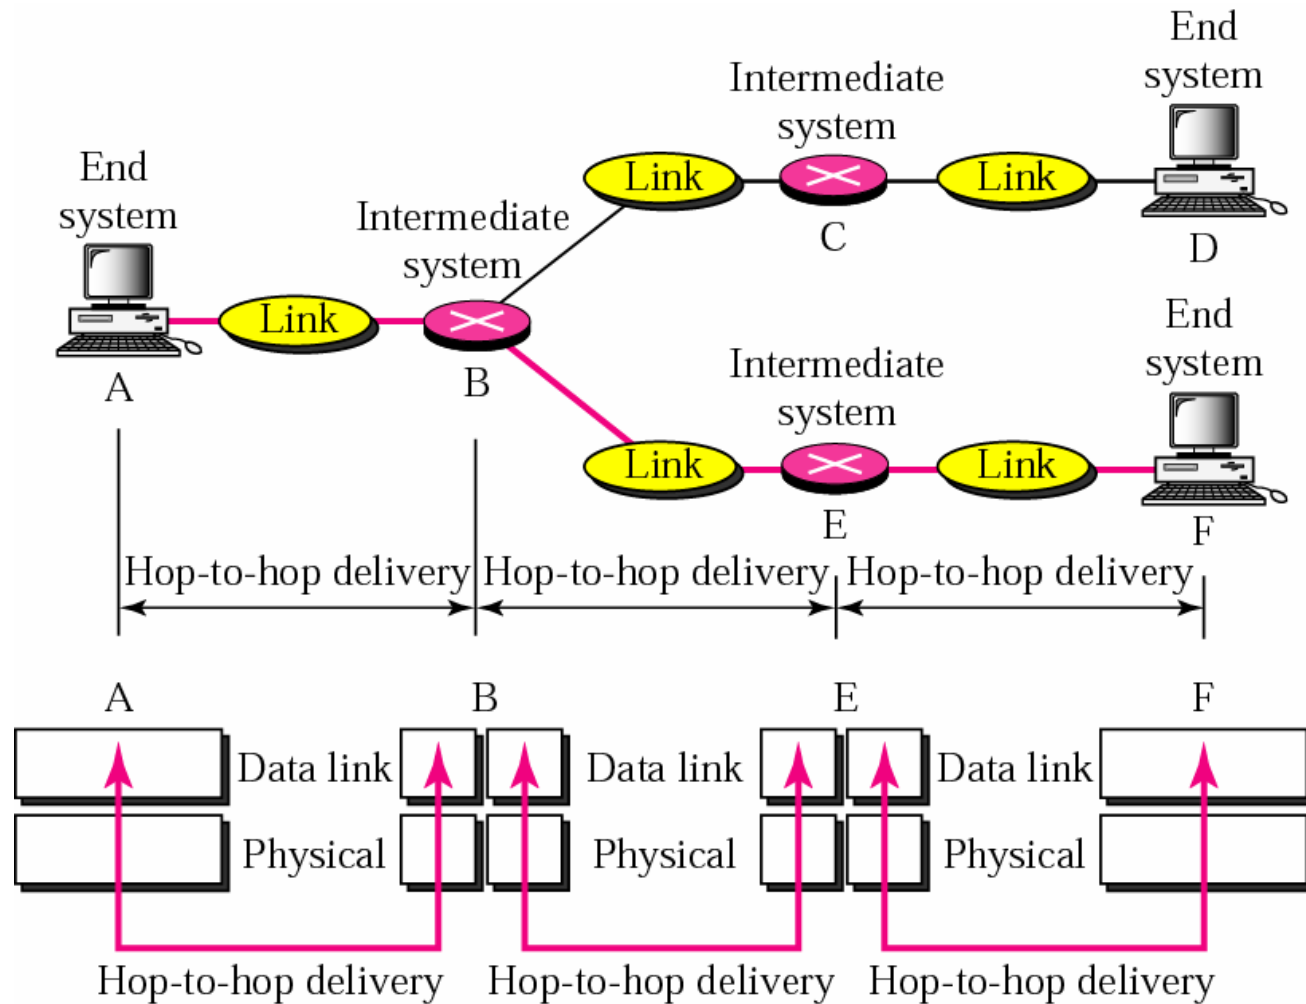 End
system
Intermediate
system
Link
Link
C
D
End
system
Intermediate
system
Link
A
B
End
system
Intermediate
system
Link
Link
E
F
Hop-to-hop delivery
Hop-to-hop delivery
Hop-to-hop delivery
A
B
E
F
Data link
Data link
Data link
Physical
Physical
Physical
Hop-to-hop delivery
Hop-to-hop delivery
Hop-to-hop delivery